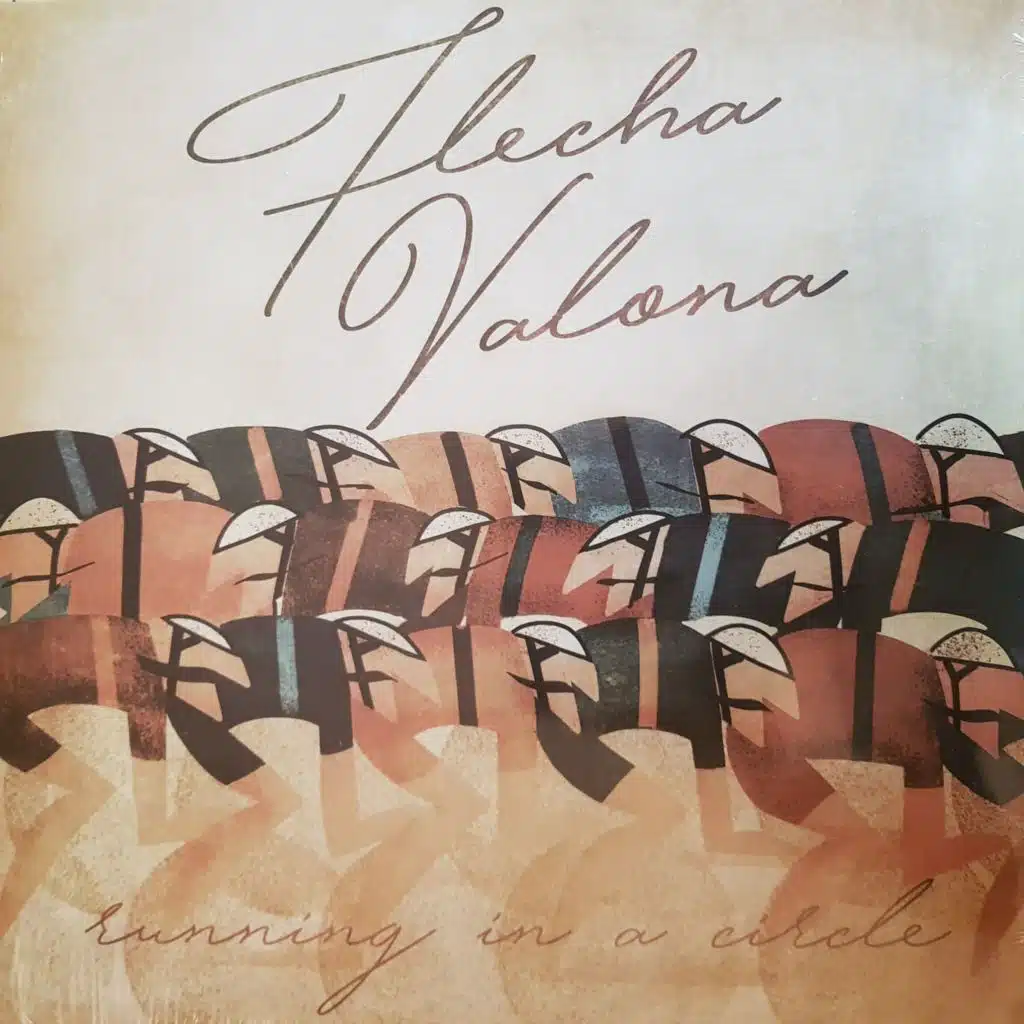 Flecha
Valona
running in a circle